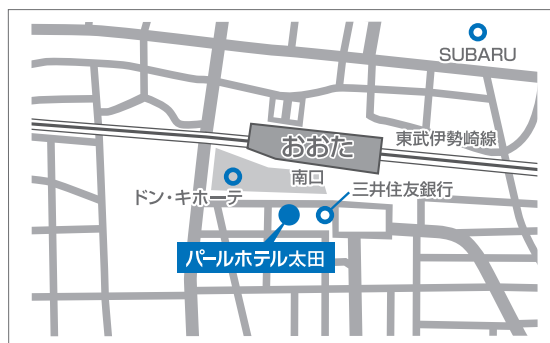 SUBARU
東武伊勢崎線
おおた
南口
三井住友銀行
ドン・キホーテ
パールホテル太田